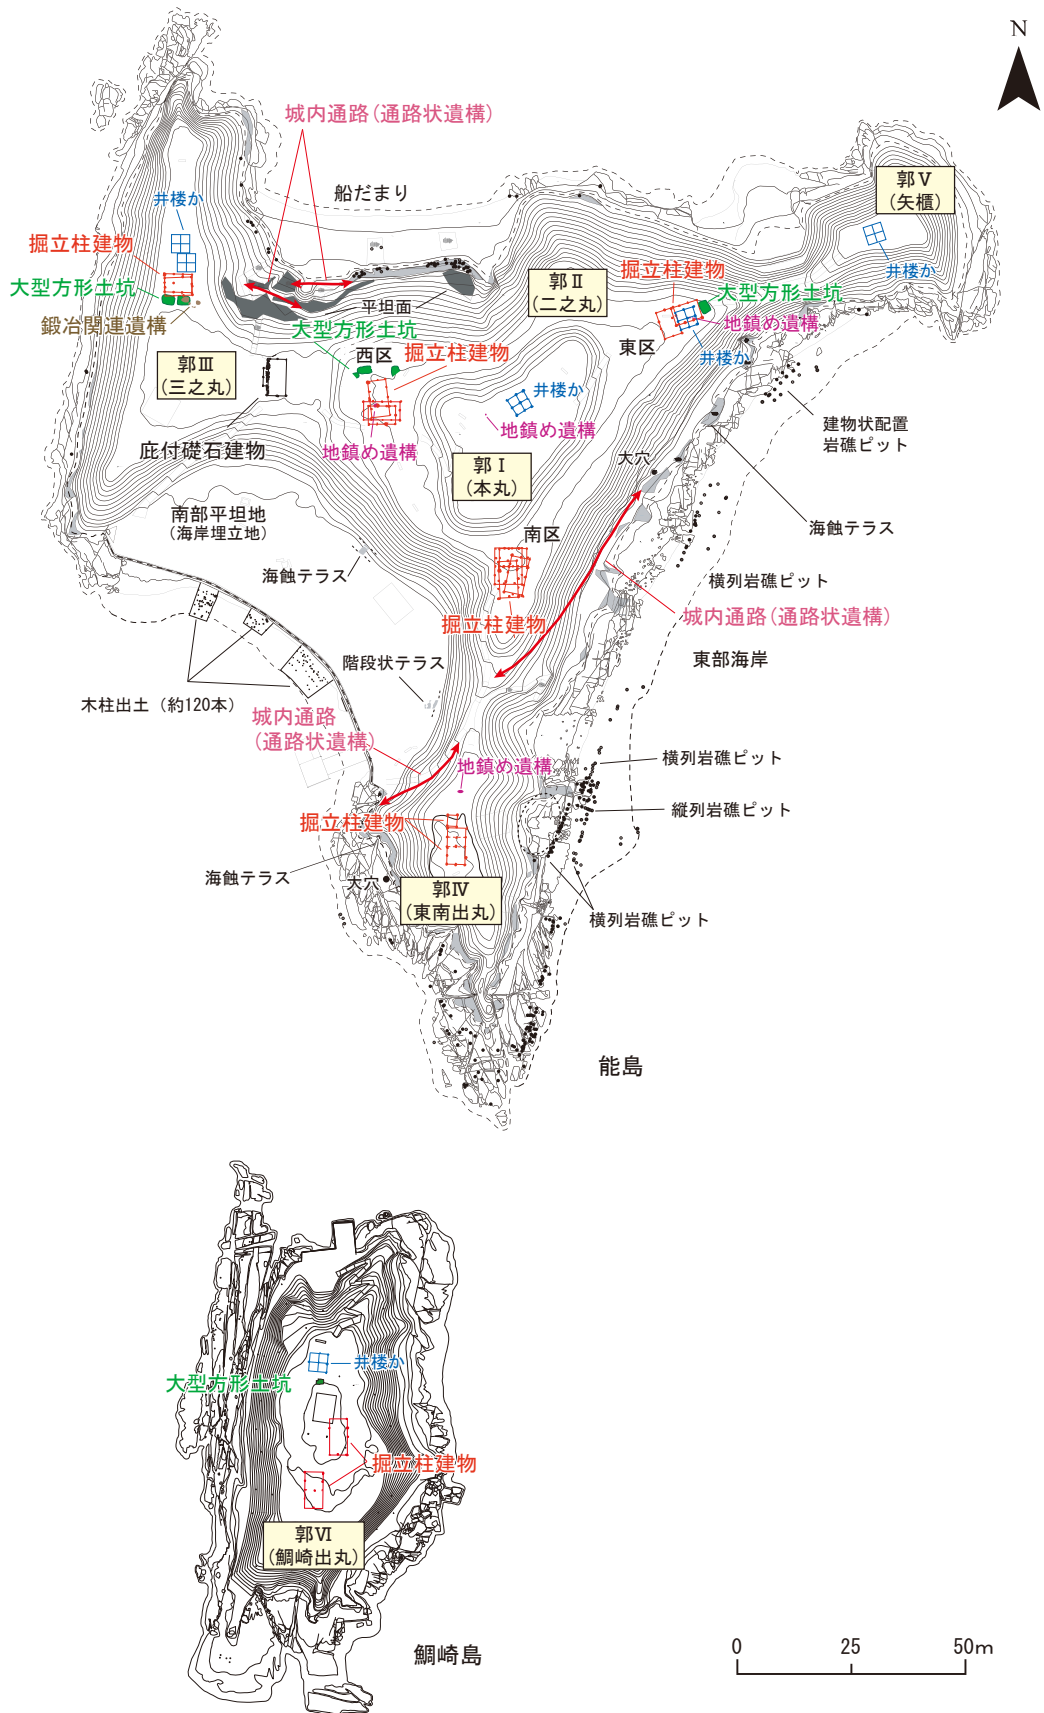 N
城内通路(通路状遺構)
船だまり
郭Ⅴ
(矢櫃)
井楼か
掘立柱建物
大型方形土坑
鍛冶関連遺構
井楼か
郭Ⅱ
(二之丸)
掘立柱建物
大型方形土坑
地鎮め遺構
井楼か
東区
平坦面
大型方形土坑
西区
掘立柱建物
郭Ⅲ
(三之丸)
井楼か
地鎮め遺構
地鎮め遺構
庇付礎石建物
郭Ⅰ
(本丸)
大穴
建物状配置
岩礁ピット
海蝕テラス
南部平坦地
(海岸埋立地)
南区
海蝕テラス
横列岩礁ピット
掘立柱建物
城内通路(通路状遺構)
東部海岸
階段状テラス
木柱出土(約120本)
城内通路
(通路状遺構)
地鎮め遺構
横列岩礁ピット
縦列岩礁ピット
掘立柱建物
海蝕テラス
大穴
郭Ⅳ
(東南出丸)
横列岩礁ピット
能島
井楼か
大型方形土坑
掘立柱建物
郭Ⅵ
(鯛崎出丸)
鯛崎島
0 25 50m